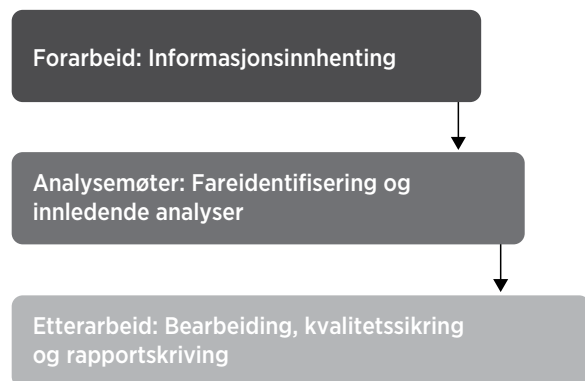 Forarbeid: Informasjonsinnhenting
Analysemøter: Fareidentifisering og
innledende analyser
Etterarbeid: Bearbeiding, kvalitetssikring
og rapportskriving